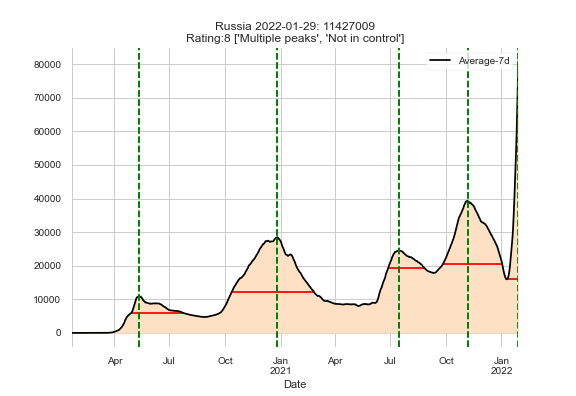 Russia 2022-01-29: 11427009
Rating:8 ['Multiple peaks', 'Not in control']
Average-7d
80000
70000
60000
50000
40000
30000
20000
10000
0
Apr Jul Oct Jan Apr Jul Oct Jan
2021 2022
Date